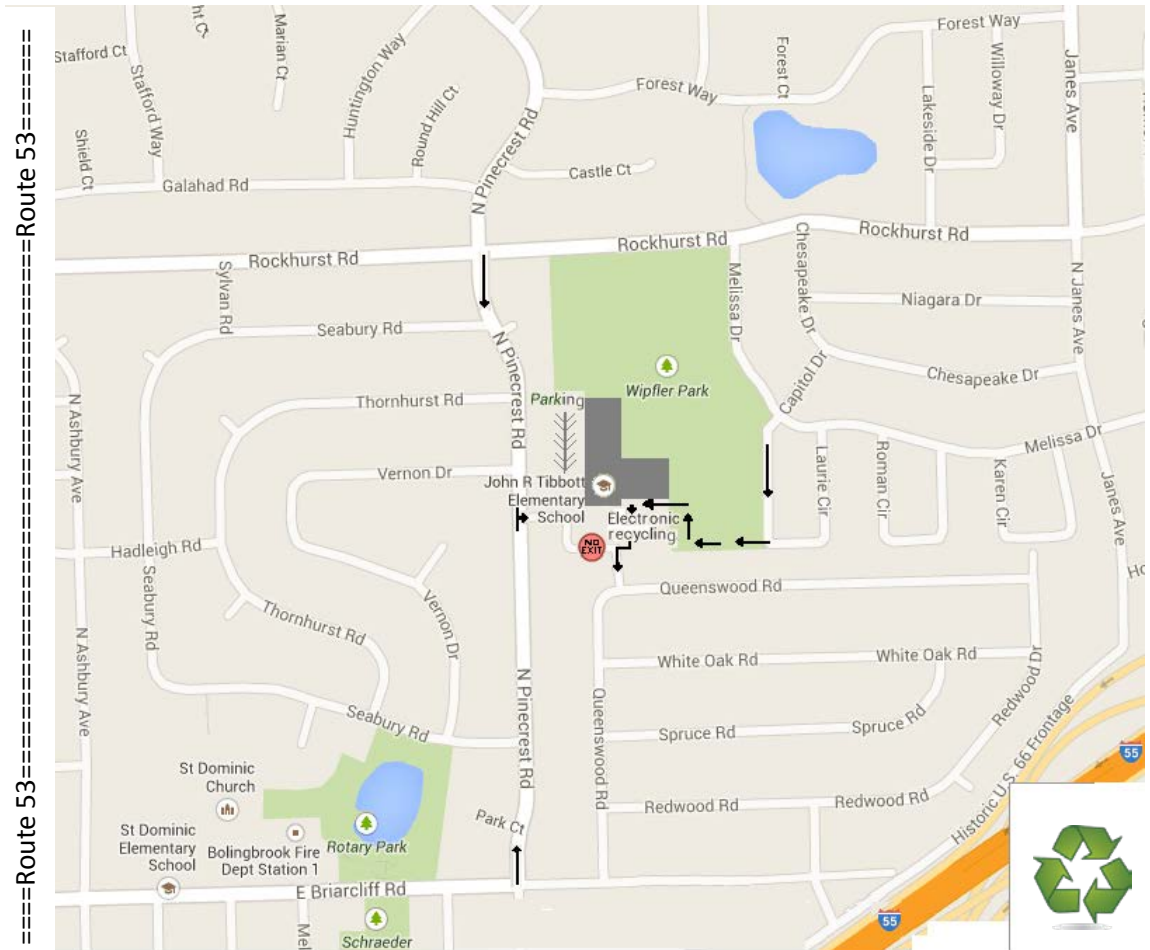 ====Route 53====================Route 53=======
ht Ct
Marian Ct
Stafford Ct
Stafford Way
Huntington Way
Round Hill Ct
Shield Ct
Galahad Rd
N Pinecrest Rd
Castle Ct
Forest Way
Forest Ct
Forest Way
Willoway Dr
Lakeside Dr
Janes Ave
Rockhurst Rd
Rockhurst Rd
Rockhurst Rd
Sylvan Rd
Seabury Rd
N Pinecrest Rd
Melissa Dr
Chesapeake Dr
Niagara Dr
N Janes Ave
Chesapeake Dr
Capitol Dr
Wipfler Park
Parking
Thornhurst Rd
N Ashbury Ave
Vernon Dr
John R Tibbott
Elementary
School
Electronic
recycling
NO
EXIT
Melissa Dr
Laurie Cir
Roman Cir
Karen Cir
Janes Ave
Hadleigh Rd
Seabury Rd
Thornhurst Rd
Vernon Dr
Queenswood Rd
Ho
N Ashbury Ave
White Oak Rd
White Oak Rd
Redwood Dr
N Pinecrest Rd
Queenswood Rd
Seabury Rd
Spruce Rd
Spruce Rd
Historic U.S. 66 Frontage
55
St Dominic
Church
Redwood Rd
Redwood Rd
Park Ct
St Dominic
Elementary
School
Bolingbrook Fire
Dept Station 1
Rotary Park
E Briarcliff Rd
Mel
Schraeder
55